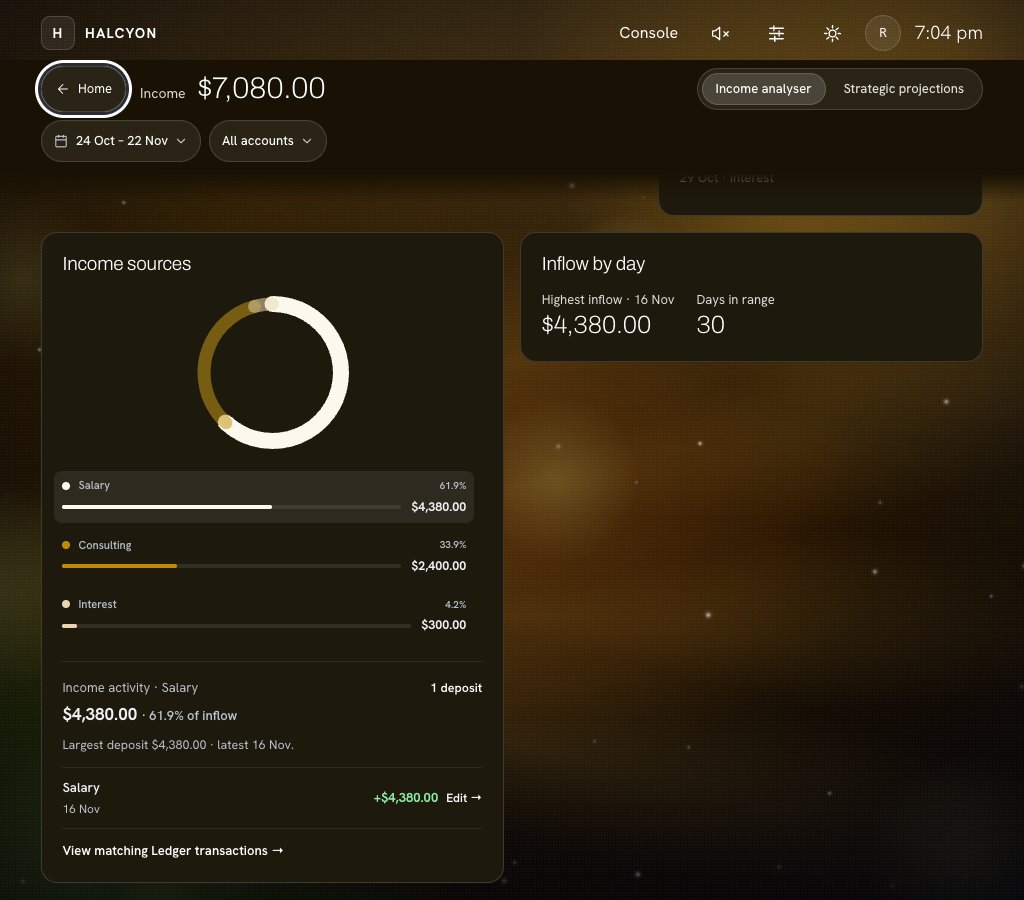 H HALCYON
Console
R
7:04 pm
← Home
Income $7,080.00
Income analyser
Strategic projections
24 Oct – 22 Nov
All accounts
29 Oct · Interest
Income sources
Salary 61.9%
$4,380.00
Consulting 33.9%
$2,400.00
Interest 4.2%
$300.00
Income activity · Salary 1 deposit
$4,380.00 · 61.9% of inflow
Largest deposit $4,380.00 · latest 16 Nov.
Salary
16 Nov
+$4,380.00 Edit →
View matching Ledger transactions →
Inflow by day
Highest inflow · 16 Nov
$4,380.00
Days in range
30